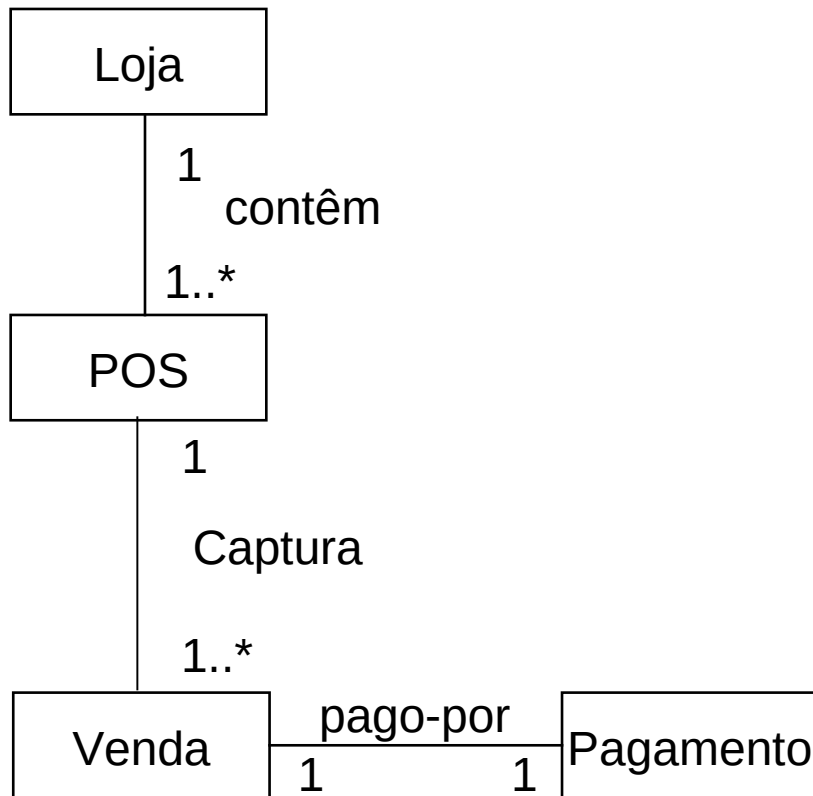 Loja
1
contêm
1..*
POS
1
Captura
1..*
pago-por
Venda
Pagamento
1
1